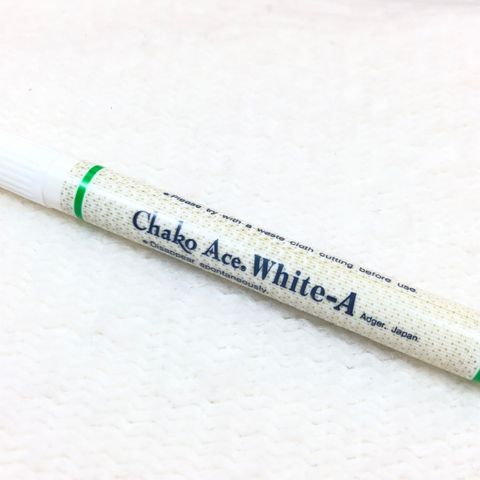 •Please try with a waste cloth cutting before use.
Chako Ace. White-A Adger. Japan.
•Disappear spontaneously.